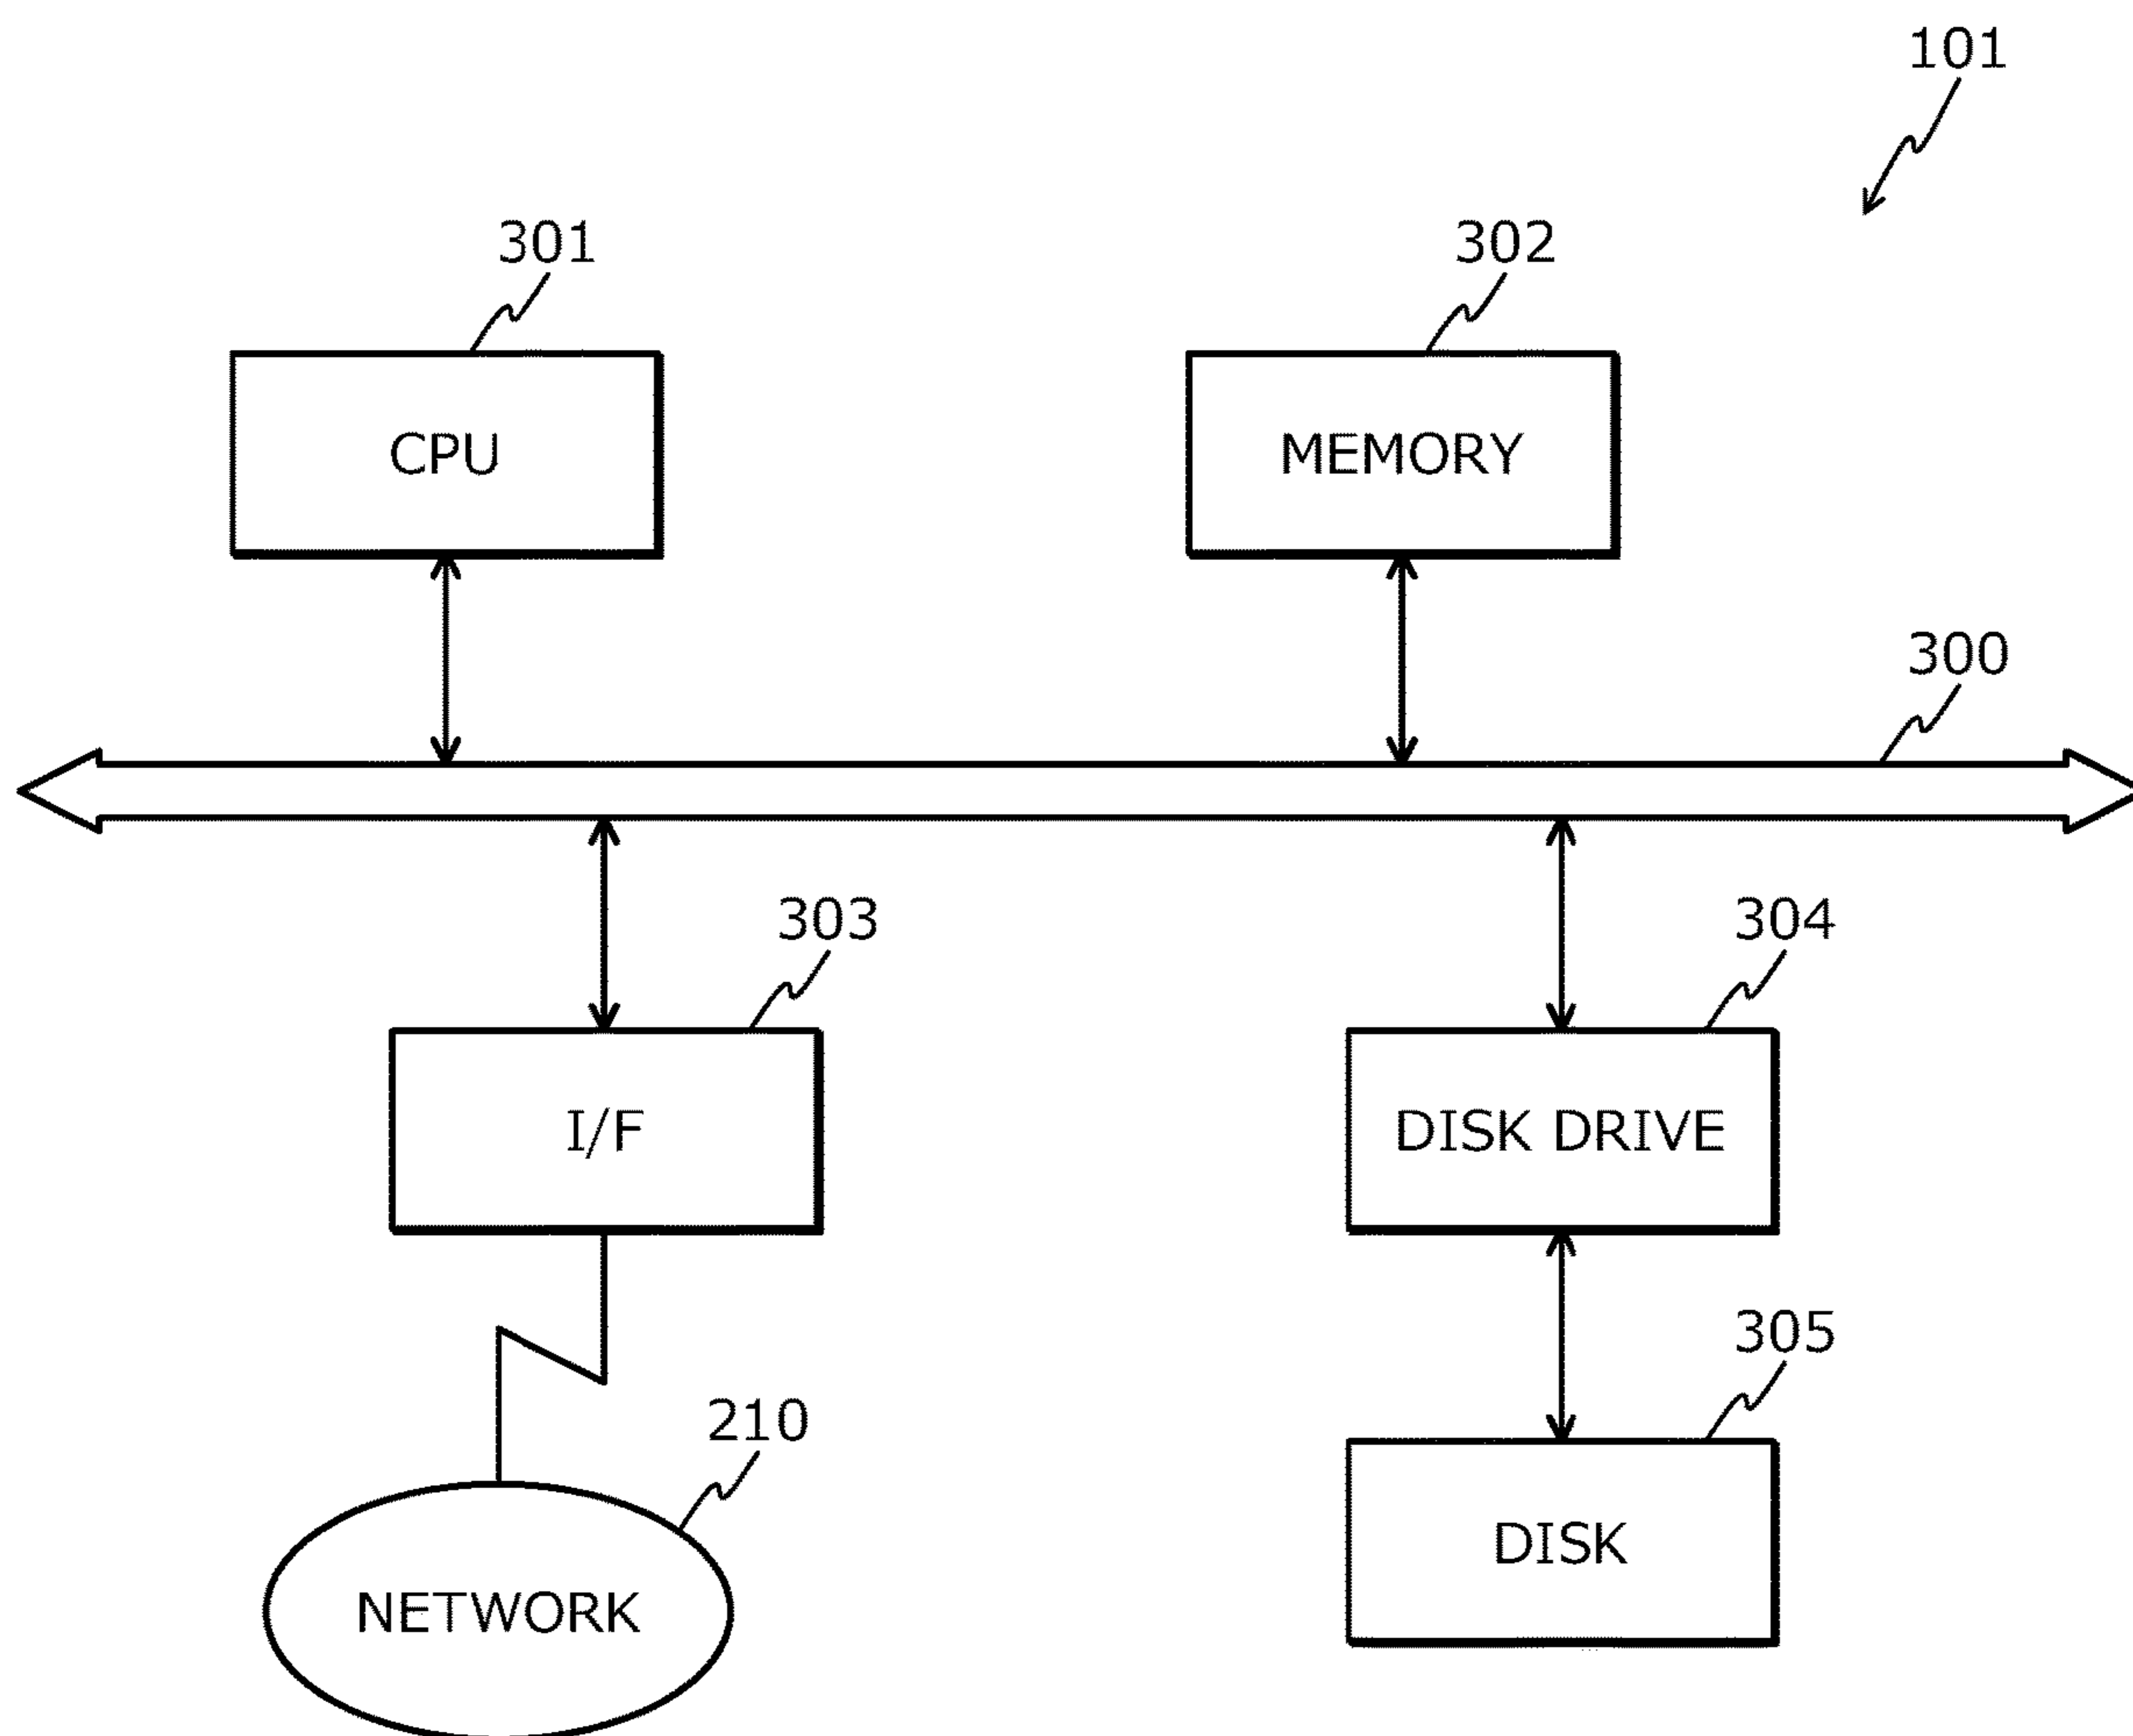 101
301
302
CPU
MEMORY
300
303
304
I/F
DISK DRIVE
305
210
DISK
NETWORK